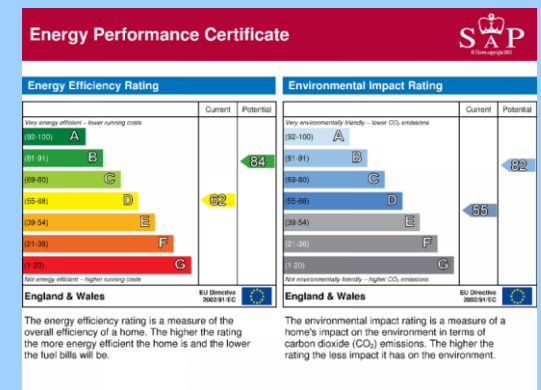 Energy Performance Certificate
SAP
© Crown copyright 2012
Energy Efficiency Rating
Current
Potential
Very energy efficient – lower running costs
(92-100) A
(81-91) B
84
(69-80) C
(55-68) D
62
(39-54) E
(21-38) F
(1-20) G
Not energy efficient – higher running costs
England & Wales
EU Directive
2002/91/EC
The energy efficiency rating is a measure of the
overall efficiency of a home. The higher the rating
the more energy efficient the home is and the lower
the fuel bills will be.
Environmental Impact Rating
Current
Potential
Very environmentally friendly – lower CO₂ emissions
(92-100) A
(81-91) B
82
(69-80) C
(55-68) D
55
(39-54) E
(21-38) F
(1-20) G
Not environmentally friendly – higher CO₂ emissions
England & Wales
EU Directive
2002/91/EC
The environmental impact rating is a measure of a
home's impact on the environment in terms of
carbon dioxide (CO₂) emissions. The higher the
rating the less impact it has on the environment.